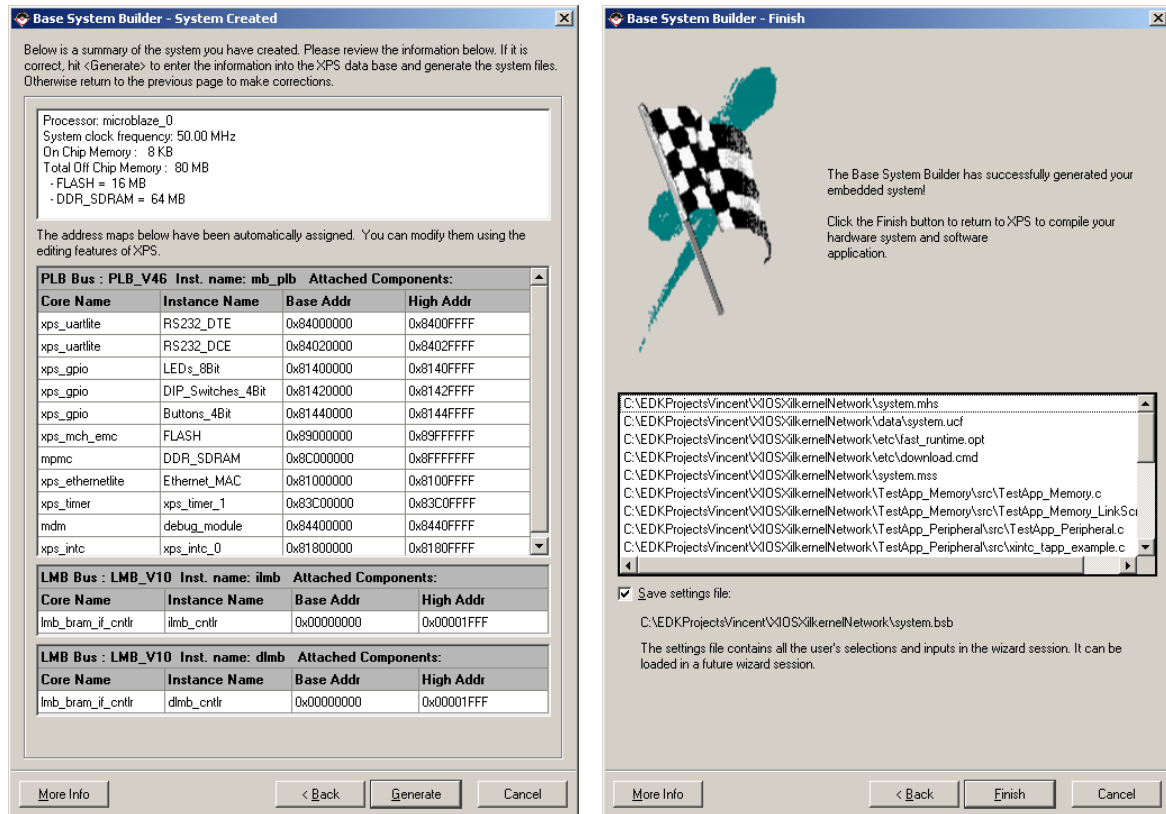 Base System Builder - System Created
Below is a summary of the system you have created. Please review the information below. If it is
correct, hit <Generate> to enter the information into the XPS data base and generate the system files.
Otherwise return to the previous page to make corrections.
Processor: microblaze_0
System clock frequency: 50.00 MHz
On Chip Memory : 8 KB
Total Off Chip Memory : 80 MB
- FLASH = 16 MB
- DDR_SDRAM = 64 MB
The address maps below have been automatically assigned. You can modify them using the
editing features of XPS.
PLB Bus : PLB_V46 Inst. name: mb_plb Attached Components:
Core Name Instance Name Base Addr High Addr
xps_uartlite RS232_DTE 0x84000000 0x8400FFFF
xps_uartlite RS232_DCE 0x84020000 0x8402FFFF
xps_gpio LEDs_8Bit 0x81400000 0x8140FFFF
xps_gpio DIP_Switches_4Bit 0x81420000 0x8142FFFF
xps_gpio Buttons_4Bit 0x81440000 0x8144FFFF
xps_mch_emc FLASH 0x89000000 0x89FFFFFF
mpmc DDR_SDRAM 0x8C000000 0x8FFFFFFF
xps_ethernetlite Ethernet_MAC 0x81000000 0x8100FFFF
xps_timer xps_timer_1 0x83C00000 0x83C0FFFF
mdm debug_module 0x84400000 0x8440FFFF
xps_intc xps_intc_0 0x81800000 0x8180FFFF
LMB Bus : LMB_V10 Inst. name: ilmb Attached Components:
Core Name Instance Name Base Addr High Addr
lmb_bram_if_cntlr ilmb_cntlr 0x00000000 0x00001FFF
LMB Bus : LMB_V10 Inst. name: dlmb Attached Components:
Core Name Instance Name Base Addr High Addr
lmb_bram_if_cntlr dlmb_cntlr 0x00000000 0x00001FFF
More Info < Back Generate Cancel
Base System Builder - Finish
The Base System Builder has successfully generated your
embedded system!
Click the Finish button to return to XPS to compile your
hardware system and software
application.
C:\EDKProjectsVincent\XIOSXilkernelNetwork\system.mhs
C:\EDKProjectsVincent\XIOSXilkernelNetwork\data\system.ucf
C:\EDKProjectsVincent\XIOSXilkernelNetwork\etc\fast_runtime.opt
C:\EDKProjectsVincent\XIOSXilkernelNetwork\etc\download.cmd
C:\EDKProjectsVincent\XIOSXilkernelNetwork\system.mss
C:\EDKProjectsVincent\XIOSXilkernelNetwork\TestApp_Memory\src\TestApp_Memory.c
C:\EDKProjectsVincent\XIOSXilkernelNetwork\TestApp_Memory\src\TestApp_Memory_LinkScr
C:\EDKProjectsVincent\XIOSXilkernelNetwork\TestApp_Peripheral\src\TestApp_Peripheral.c
C:\EDKProjectsVincent\XIOSXilkernelNetwork\TestApp_Peripheral\src\xintc_tapp_example.c
Save settings file:
C:\EDKProjectsVincent\XIOSXilkernelNetwork\system.bsb
The settings file contains all the user's selections and inputs in the wizard session. It can be
loaded in a future wizard session.
More Info < Back Finish Cancel